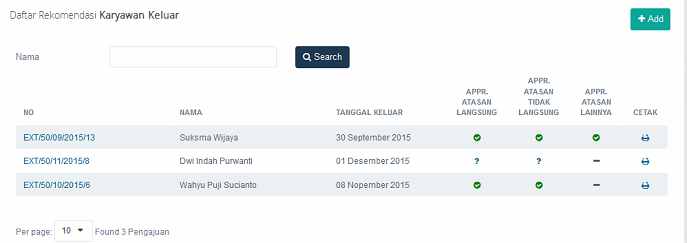 Daftar Rekomendasi Karyawan Keluar
+ Add
Nama
Search
NO NAMA TANGGAL KELUAR APPR. ATASAN LANGSUNG APPR. ATASAN TIDAK LANGSUNG APPR. ATASAN LAINNYA CETAK
EXT/50/09/2015/13 Suksma Wijaya 30 September 2015
EXT/50/11/2015/8 Dwi Indah Purwanti 01 Desember 2015 ? ? –
EXT/50/10/2015/6 Wahyu Puji Sucianto 08 Nopember 2015 –
Per page: 10 Found 3 Pengajuan